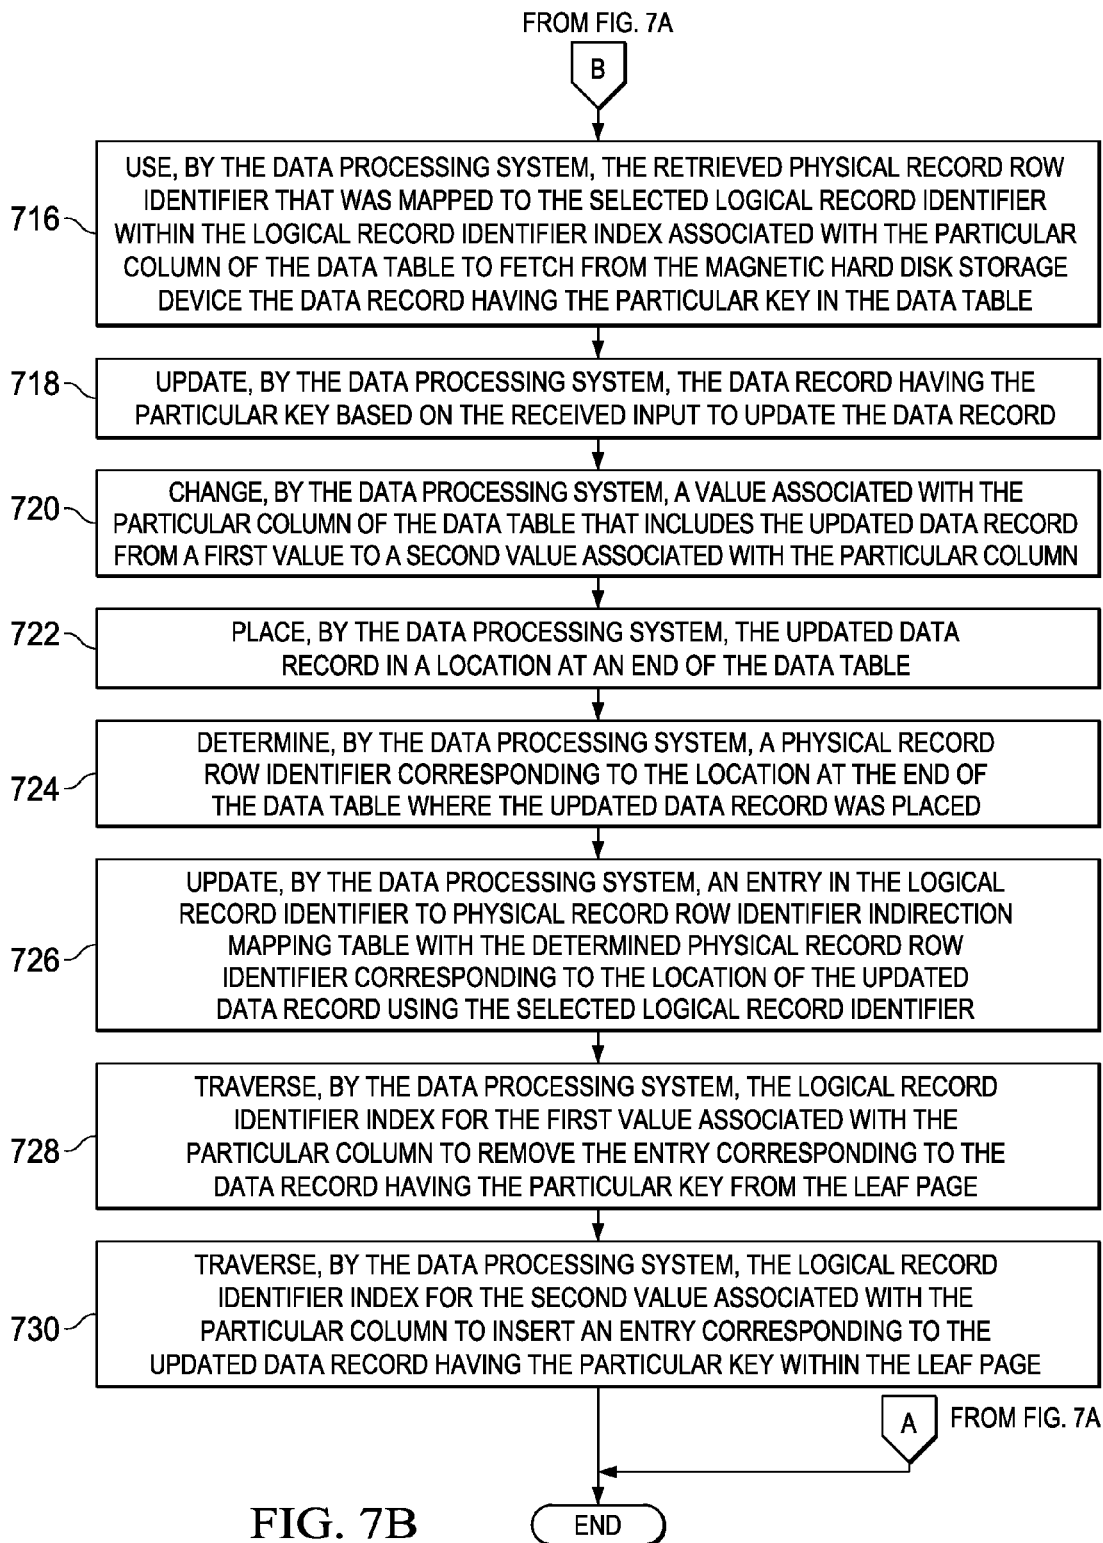 FROM FIG. 7A
B
716
USE, BY THE DATA PROCESSING SYSTEM, THE RETRIEVED PHYSICAL RECORD ROW
IDENTIFIER THAT WAS MAPPED TO THE SELECTED LOGICAL RECORD IDENTIFIER
WITHIN THE LOGICAL RECORD IDENTIFIER INDEX ASSOCIATED WITH THE PARTICULAR
COLUMN OF THE DATA TABLE TO FETCH FROM THE MAGNETIC HARD DISK STORAGE
DEVICE THE DATA RECORD HAVING THE PARTICULAR KEY IN THE DATA TABLE
718
UPDATE, BY THE DATA PROCESSING SYSTEM, THE DATA RECORD HAVING THE
PARTICULAR KEY BASED ON THE RECEIVED INPUT TO UPDATE THE DATA RECORD
720
CHANGE, BY THE DATA PROCESSING SYSTEM, A VALUE ASSOCIATED WITH THE
PARTICULAR COLUMN OF THE DATA TABLE THAT INCLUDES THE UPDATED DATA RECORD
FROM A FIRST VALUE TO A SECOND VALUE ASSOCIATED WITH THE PARTICULAR COLUMN
722
PLACE, BY THE DATA PROCESSING SYSTEM, THE UPDATED DATA
RECORD IN A LOCATION AT AN END OF THE DATA TABLE
724
DETERMINE, BY THE DATA PROCESSING SYSTEM, A PHYSICAL RECORD
ROW IDENTIFIER CORRESPONDING TO THE LOCATION AT THE END OF
THE DATA TABLE WHERE THE UPDATED DATA RECORD WAS PLACED
726
UPDATE, BY THE DATA PROCESSING SYSTEM, AN ENTRY IN THE LOGICAL
RECORD IDENTIFIER TO PHYSICAL RECORD ROW IDENTIFIER INDIRECTION
MAPPING TABLE WITH THE DETERMINED PHYSICAL RECORD ROW
IDENTIFIER CORRESPONDING TO THE LOCATION OF THE UPDATED
DATA RECORD USING THE SELECTED LOGICAL RECORD IDENTIFIER
728
TRAVERSE, BY THE DATA PROCESSING SYSTEM, THE LOGICAL RECORD
IDENTIFIER INDEX FOR THE FIRST VALUE ASSOCIATED WITH THE
PARTICULAR COLUMN TO REMOVE THE ENTRY CORRESPONDING TO THE
DATA RECORD HAVING THE PARTICULAR KEY FROM THE LEAF PAGE
730
TRAVERSE, BY THE DATA PROCESSING SYSTEM, THE LOGICAL RECORD
IDENTIFIER INDEX FOR THE SECOND VALUE ASSOCIATED WITH THE
PARTICULAR COLUMN TO INSERT AN ENTRY CORRESPONDING TO THE
UPDATED DATA RECORD HAVING THE PARTICULAR KEY WITHIN THE LEAF PAGE
A
FROM FIG. 7A
FIG. 7B
END